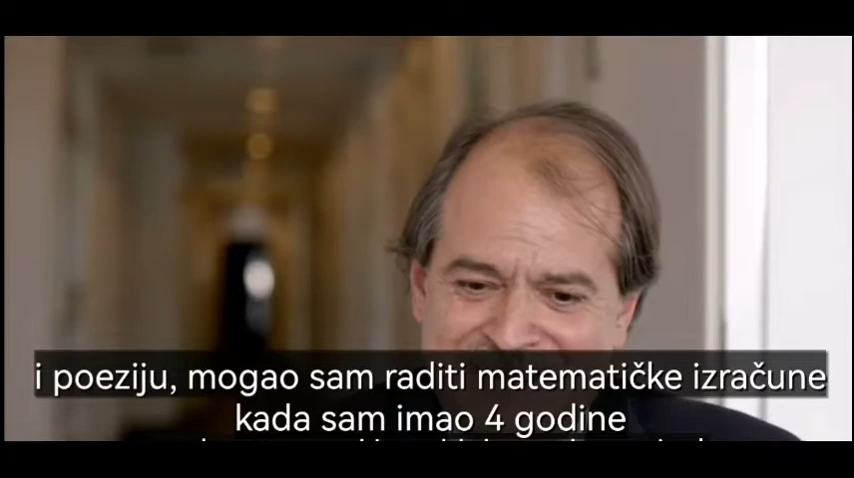 i poeziju, mogao sam raditi matematičke izračune
kada sam imao 4 godine